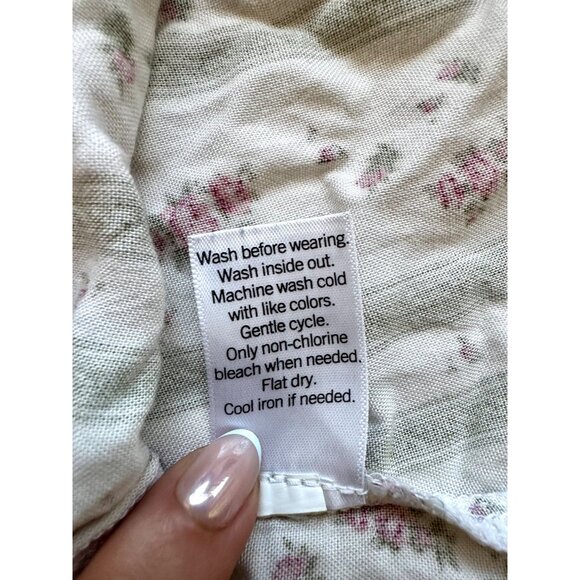 Wash before wearing.
Wash inside out.
Machine wash cold
with like colors.
Gentle cycle.
Only non-chlorine
bleach when needed.
Flat dry.
Cool iron if needed.